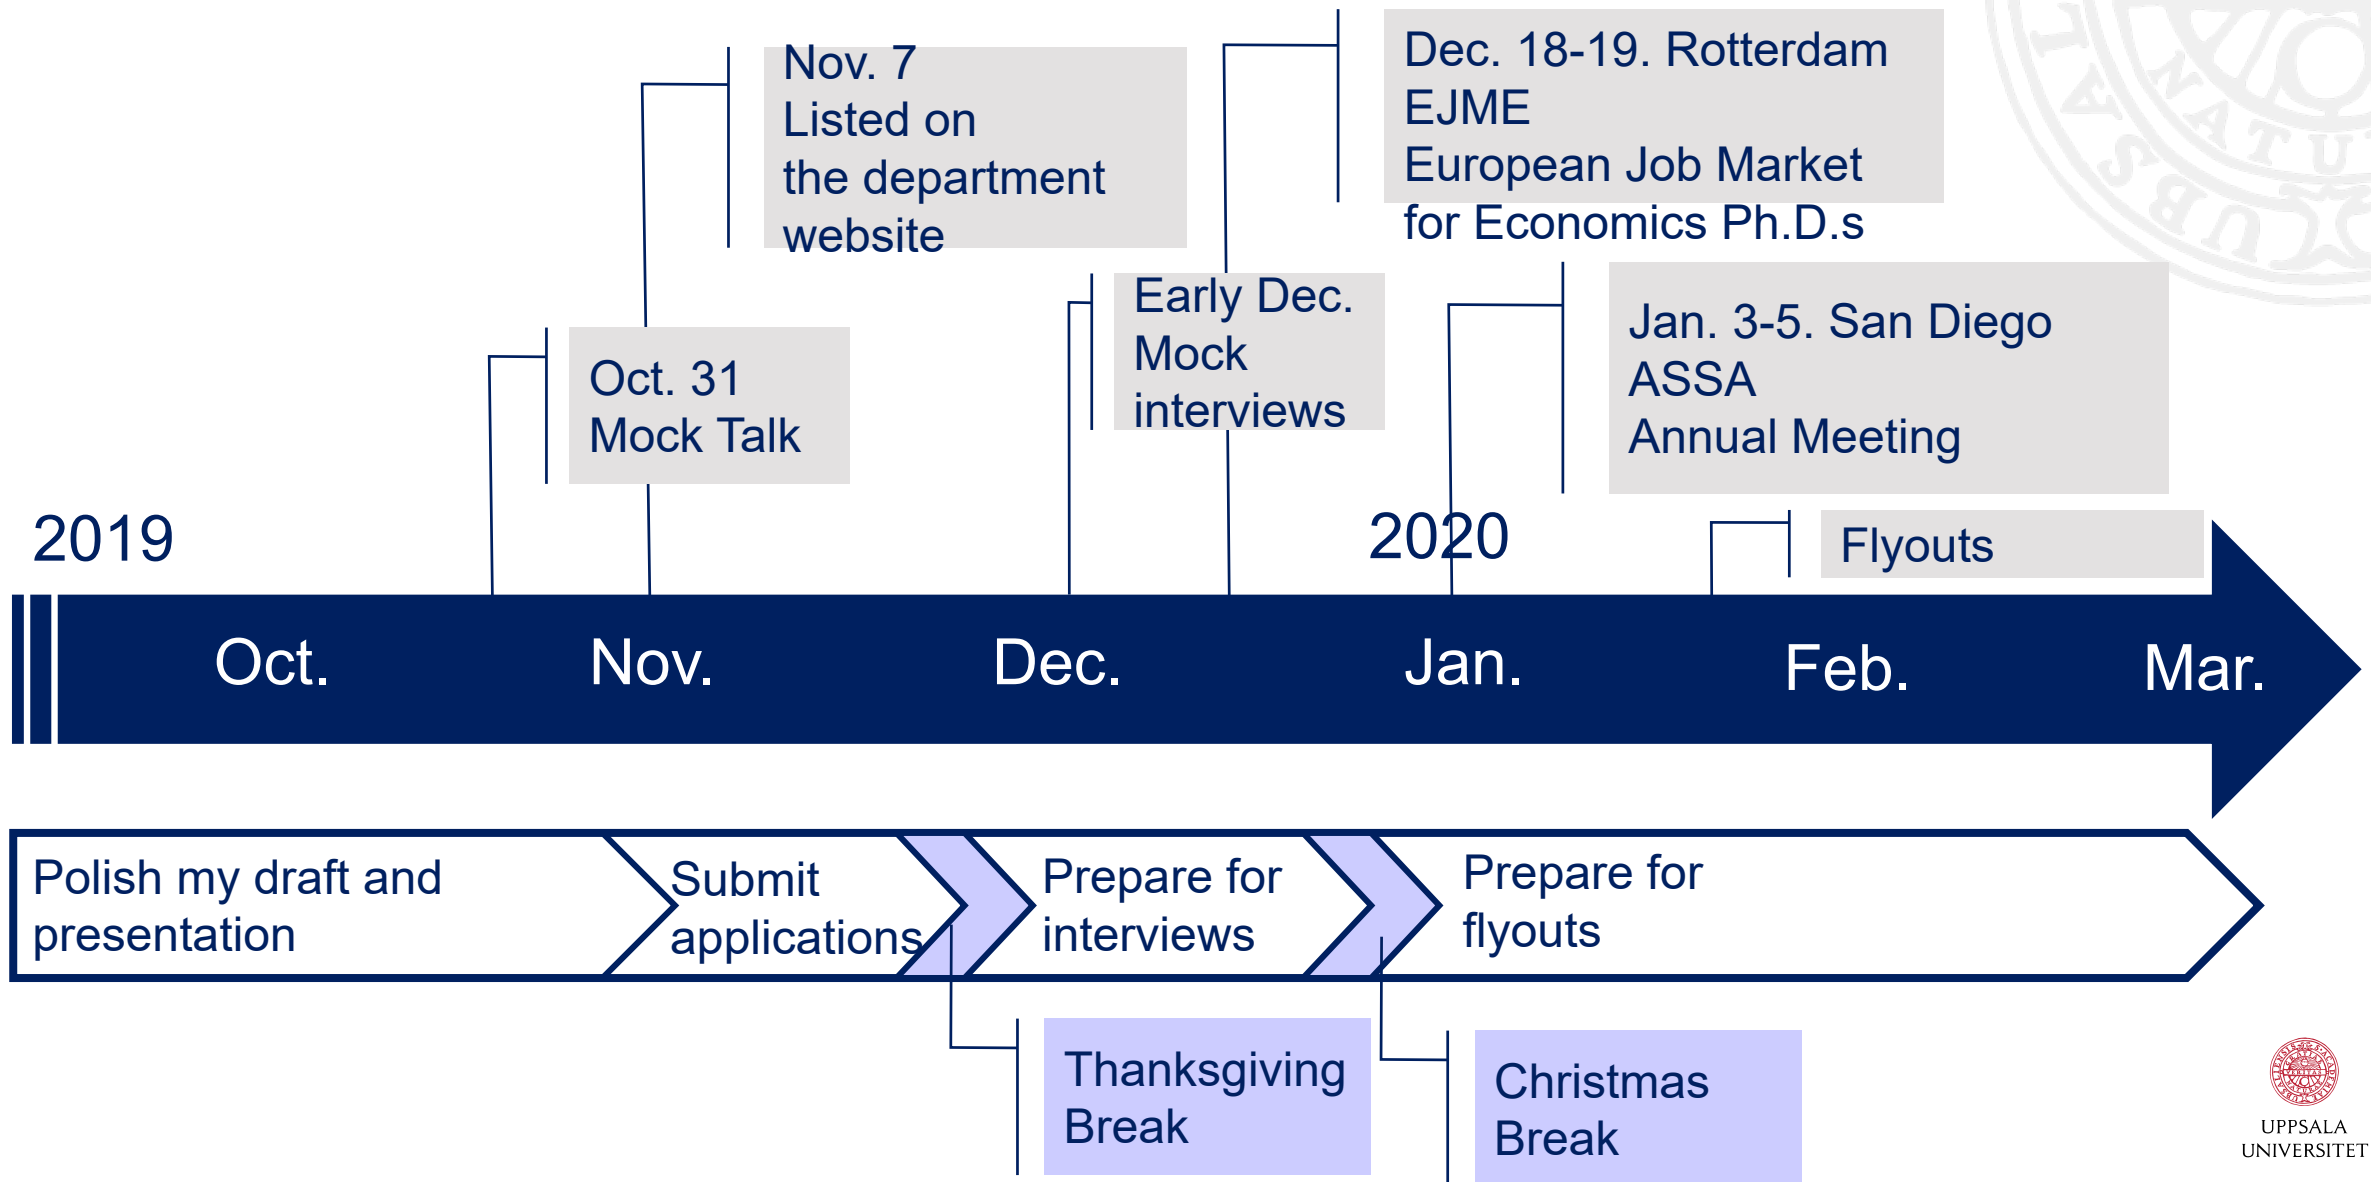 Nov. 7
Listed on
the department
website
Dec. 18-19. Rotterdam
EJME
European Job Market
for Economics Ph.D.s
Oct. 31
Mock Talk
Early Dec.
Mock
interviews
Jan. 3-5. San Diego
ASSA
Annual Meeting
2019
2020
Flyouts
Oct.
Nov.
Dec.
Jan.
Feb.
Mar.
Polish my draft and
presentation
Submit
applications
Prepare for
interviews
Prepare for
flyouts
Thanksgiving
Break
Christmas
Break
UPPSALA
UNIVERSITET